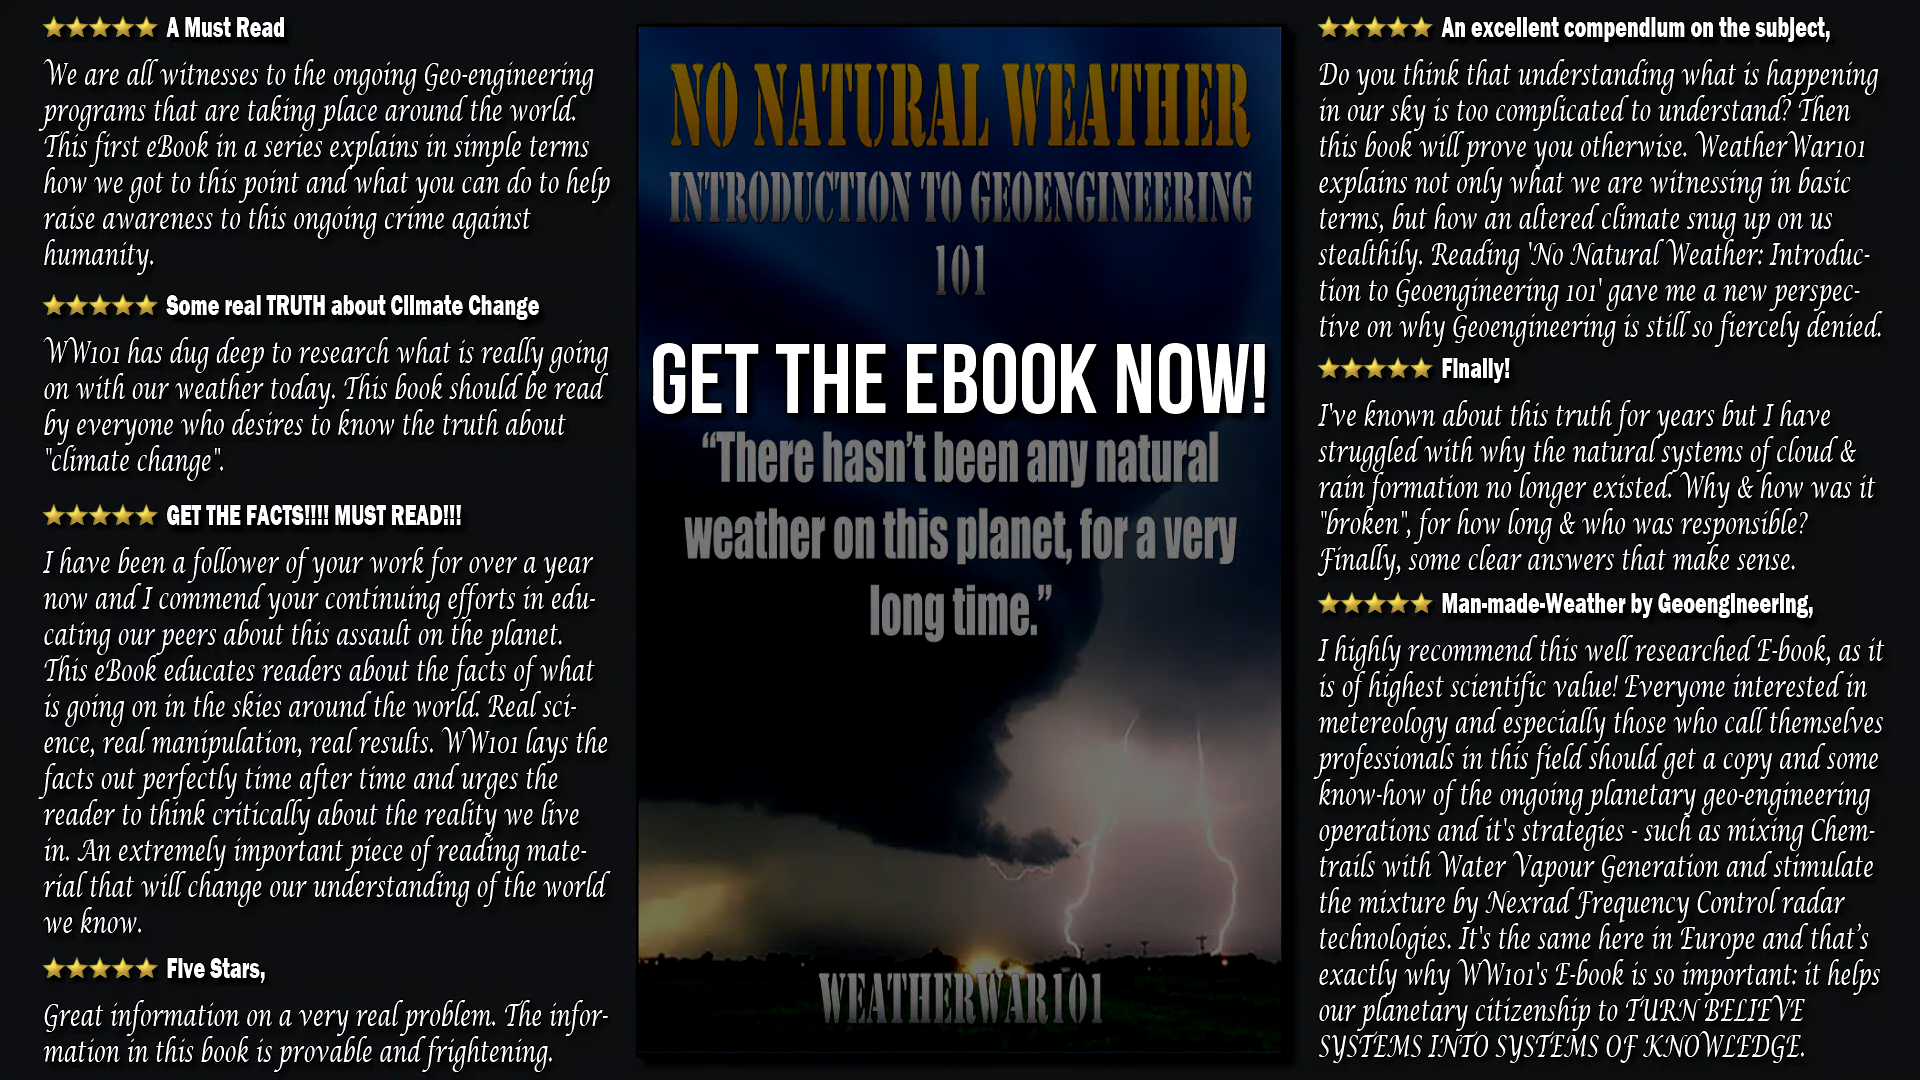 A Must Read
We are all witnesses to the ongoing Geo-engineering
programs that are taking place around the world.
This first eBook in a series explains in simple terms
how we got to this point and what you can do to help
raise awareness to this ongoing crime against
humanity.
Some real TRUTH about Climate Change
WW101 has dug deep to research what is really going
on with our weather today. This book should be read
by everyone who desires to know the truth about
"climate change".
GET THE FACTS!!!! MUST READ!!!
I have been a follower of your work for over a year
now and I commend your continuing efforts in edu-
cating our peers about this assault on the planet.
This eBook educates readers about the facts of what
is going on in the skies around the world. Real sci-
ence, real manipulation, real results. WW101 lays the
facts out perfectly time after time and urges the
reader to think critically about the reality we live
in. An extremely important piece of reading mate-
rial that will change our understanding of the world
we know.
Five Stars,
Great information on a very real problem. The infor-
mation in this book is provable and frightening.
NO NATURAL WEATHER
INTRODUCTION TO GEOENGINEERING
101
GET THE EBOOK NOW!
“There hasn’t been any natural
weather on this planet, for a very
long time.”
WEATHERWAR101
An excellent compendium on the subject,
Do you think that understanding what is happening
in our sky is too complicated to understand? Then
this book will prove you otherwise. WeatherWar101
explains not only what we are witnessing in basic
terms, but how an altered climate snug up on us
stealthily. Reading 'No Natural Weather: Introduc-
tion to Geoengineering 101' gave me a new perspec-
tive on why Geoengineering is still so fiercely denied.
Finally!
I've known about this truth for years but I have
struggled with why the natural systems of cloud &
rain formation no longer existed. Why & how was it
"broken", for how long & who was responsible?
Finally, some clear answers that make sense.
Man-made-Weather by Geoengineering,
I highly recommend this well researched E-book, as it
is of highest scientific value! Everyone interested in
metereology and especially those who call themselves
professionals in this field should get a copy and some
know-how of the ongoing planetary geo-engineering
operations and it's strategies - such as mixing Chem-
trails with Water Vapour Generation and stimulate
the mixture by Nexrad Frequency Control radar
technologies. It's the same here in Europe and that’s
exactly why WW101's E-book is so important: it helps
our planetary citizenship to TURN BELIEVE
SYSTEMS INTO SYSTEMS OF KNOWLEDGE.